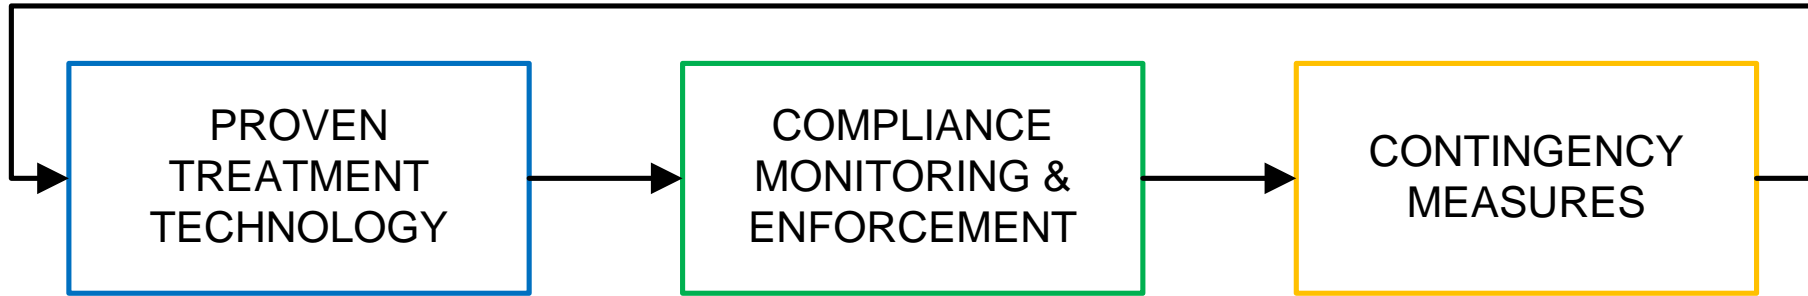 PROVEN
TREATMENT
TECHNOLOGY
COMPLIANCE
MONITORING &
ENFORCEMENT
CONTINGENCY
MEASURES